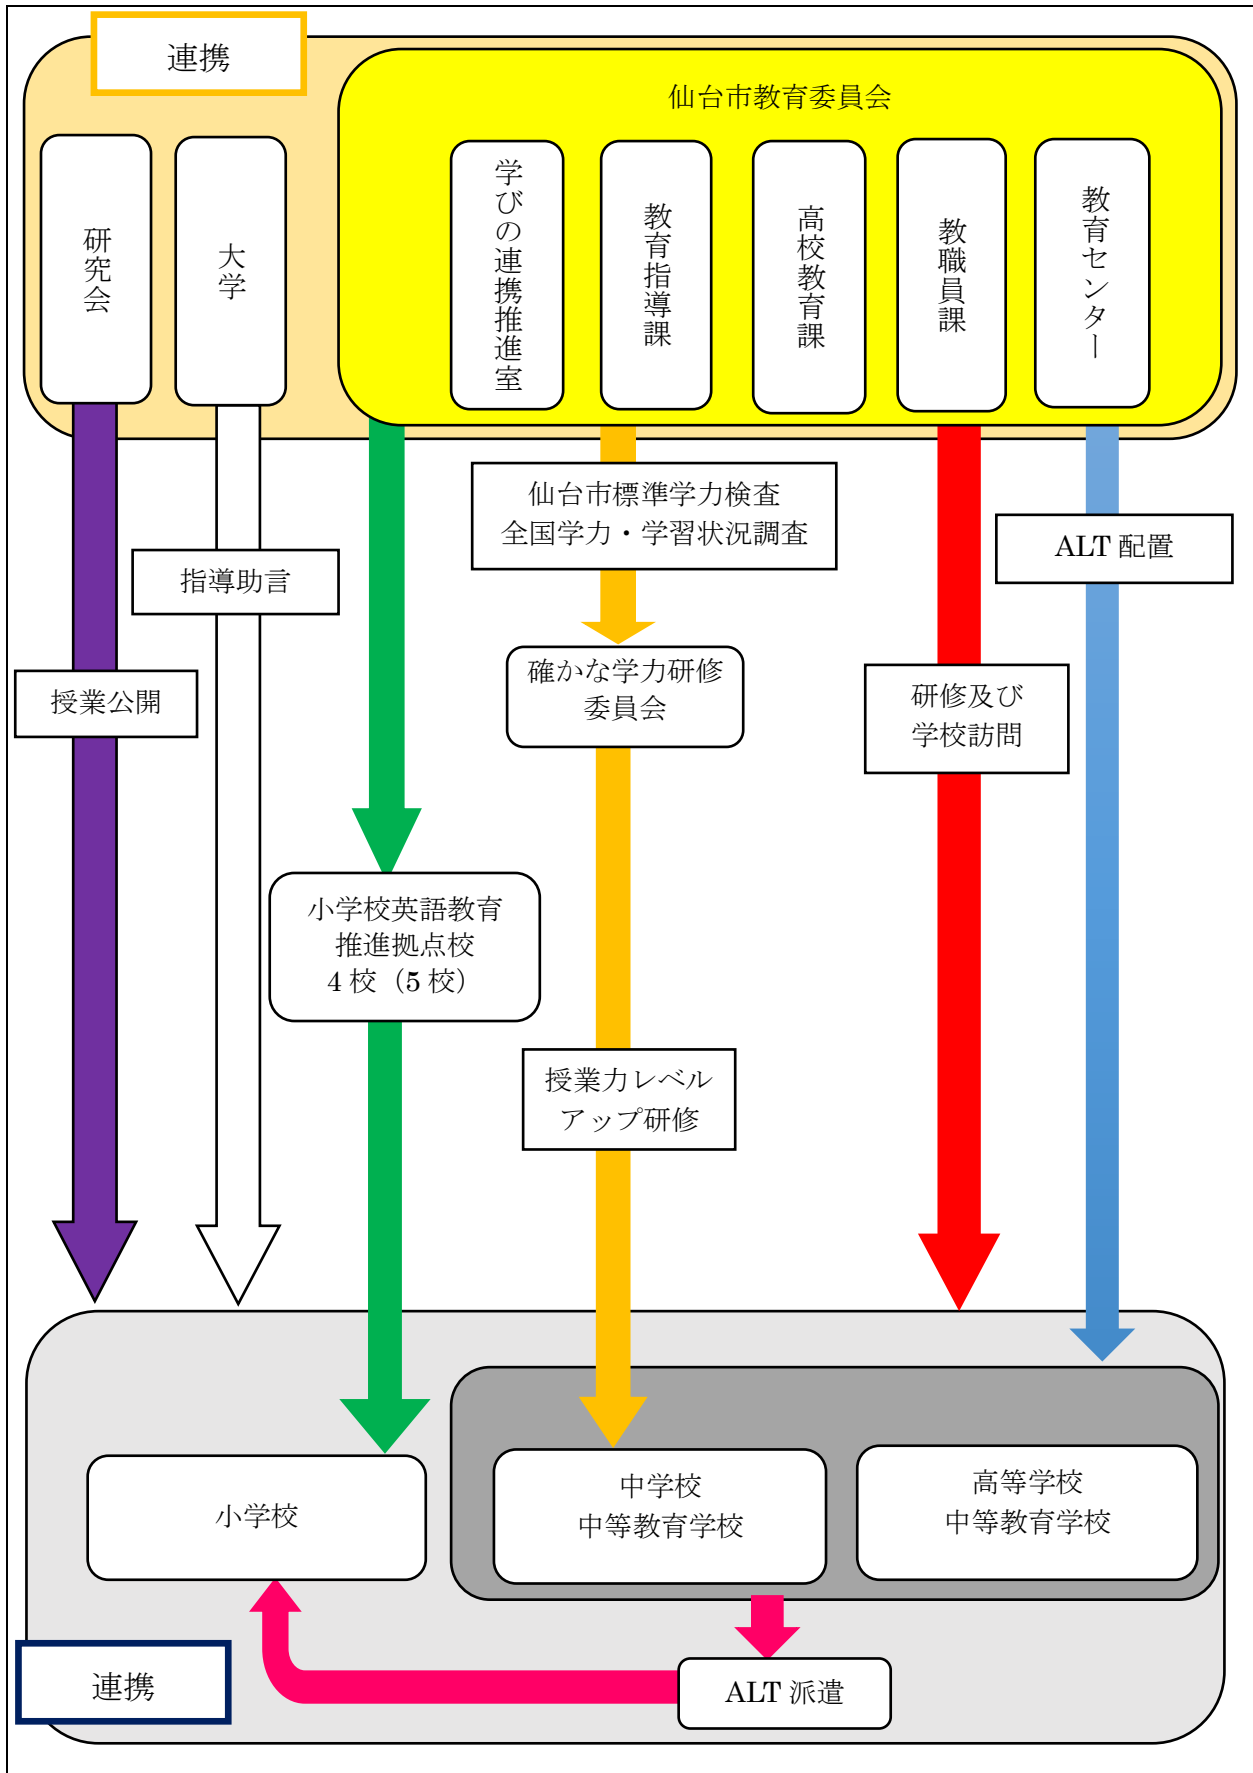 連携
仙台市教育委員会
研究会
大学
学びの連携推進室
教育指導課
高校教育課
教職員課
教育センター
仙台市標準学力検査
全国学力・学習状況調査
ALT 配置
指導助言
確かな学力研修
委員会
授業公開
研修及び
学校訪問
小学校英語教育
推進拠点校
4 校（5 校）
授業力レベル
アップ研修
小学校
中学校
中等教育学校
高等学校
中等教育学校
連携
ALT 派遣